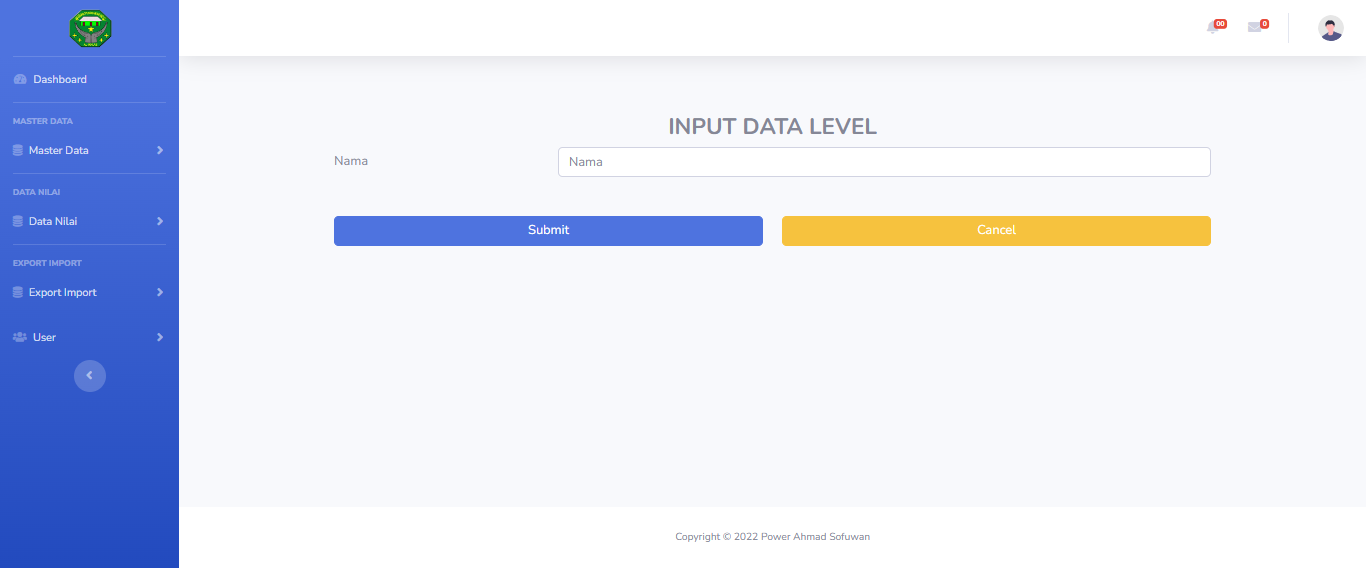 00
0
Dashboard
MASTER DATA
Master Data
DATA NILAI
Data Nilai
EXPORT IMPORT
Export Import
User
INPUT DATA LEVEL
Nama
Nama
Submit
Cancel
Copyright © 2022 Power Ahmad Sofuwan